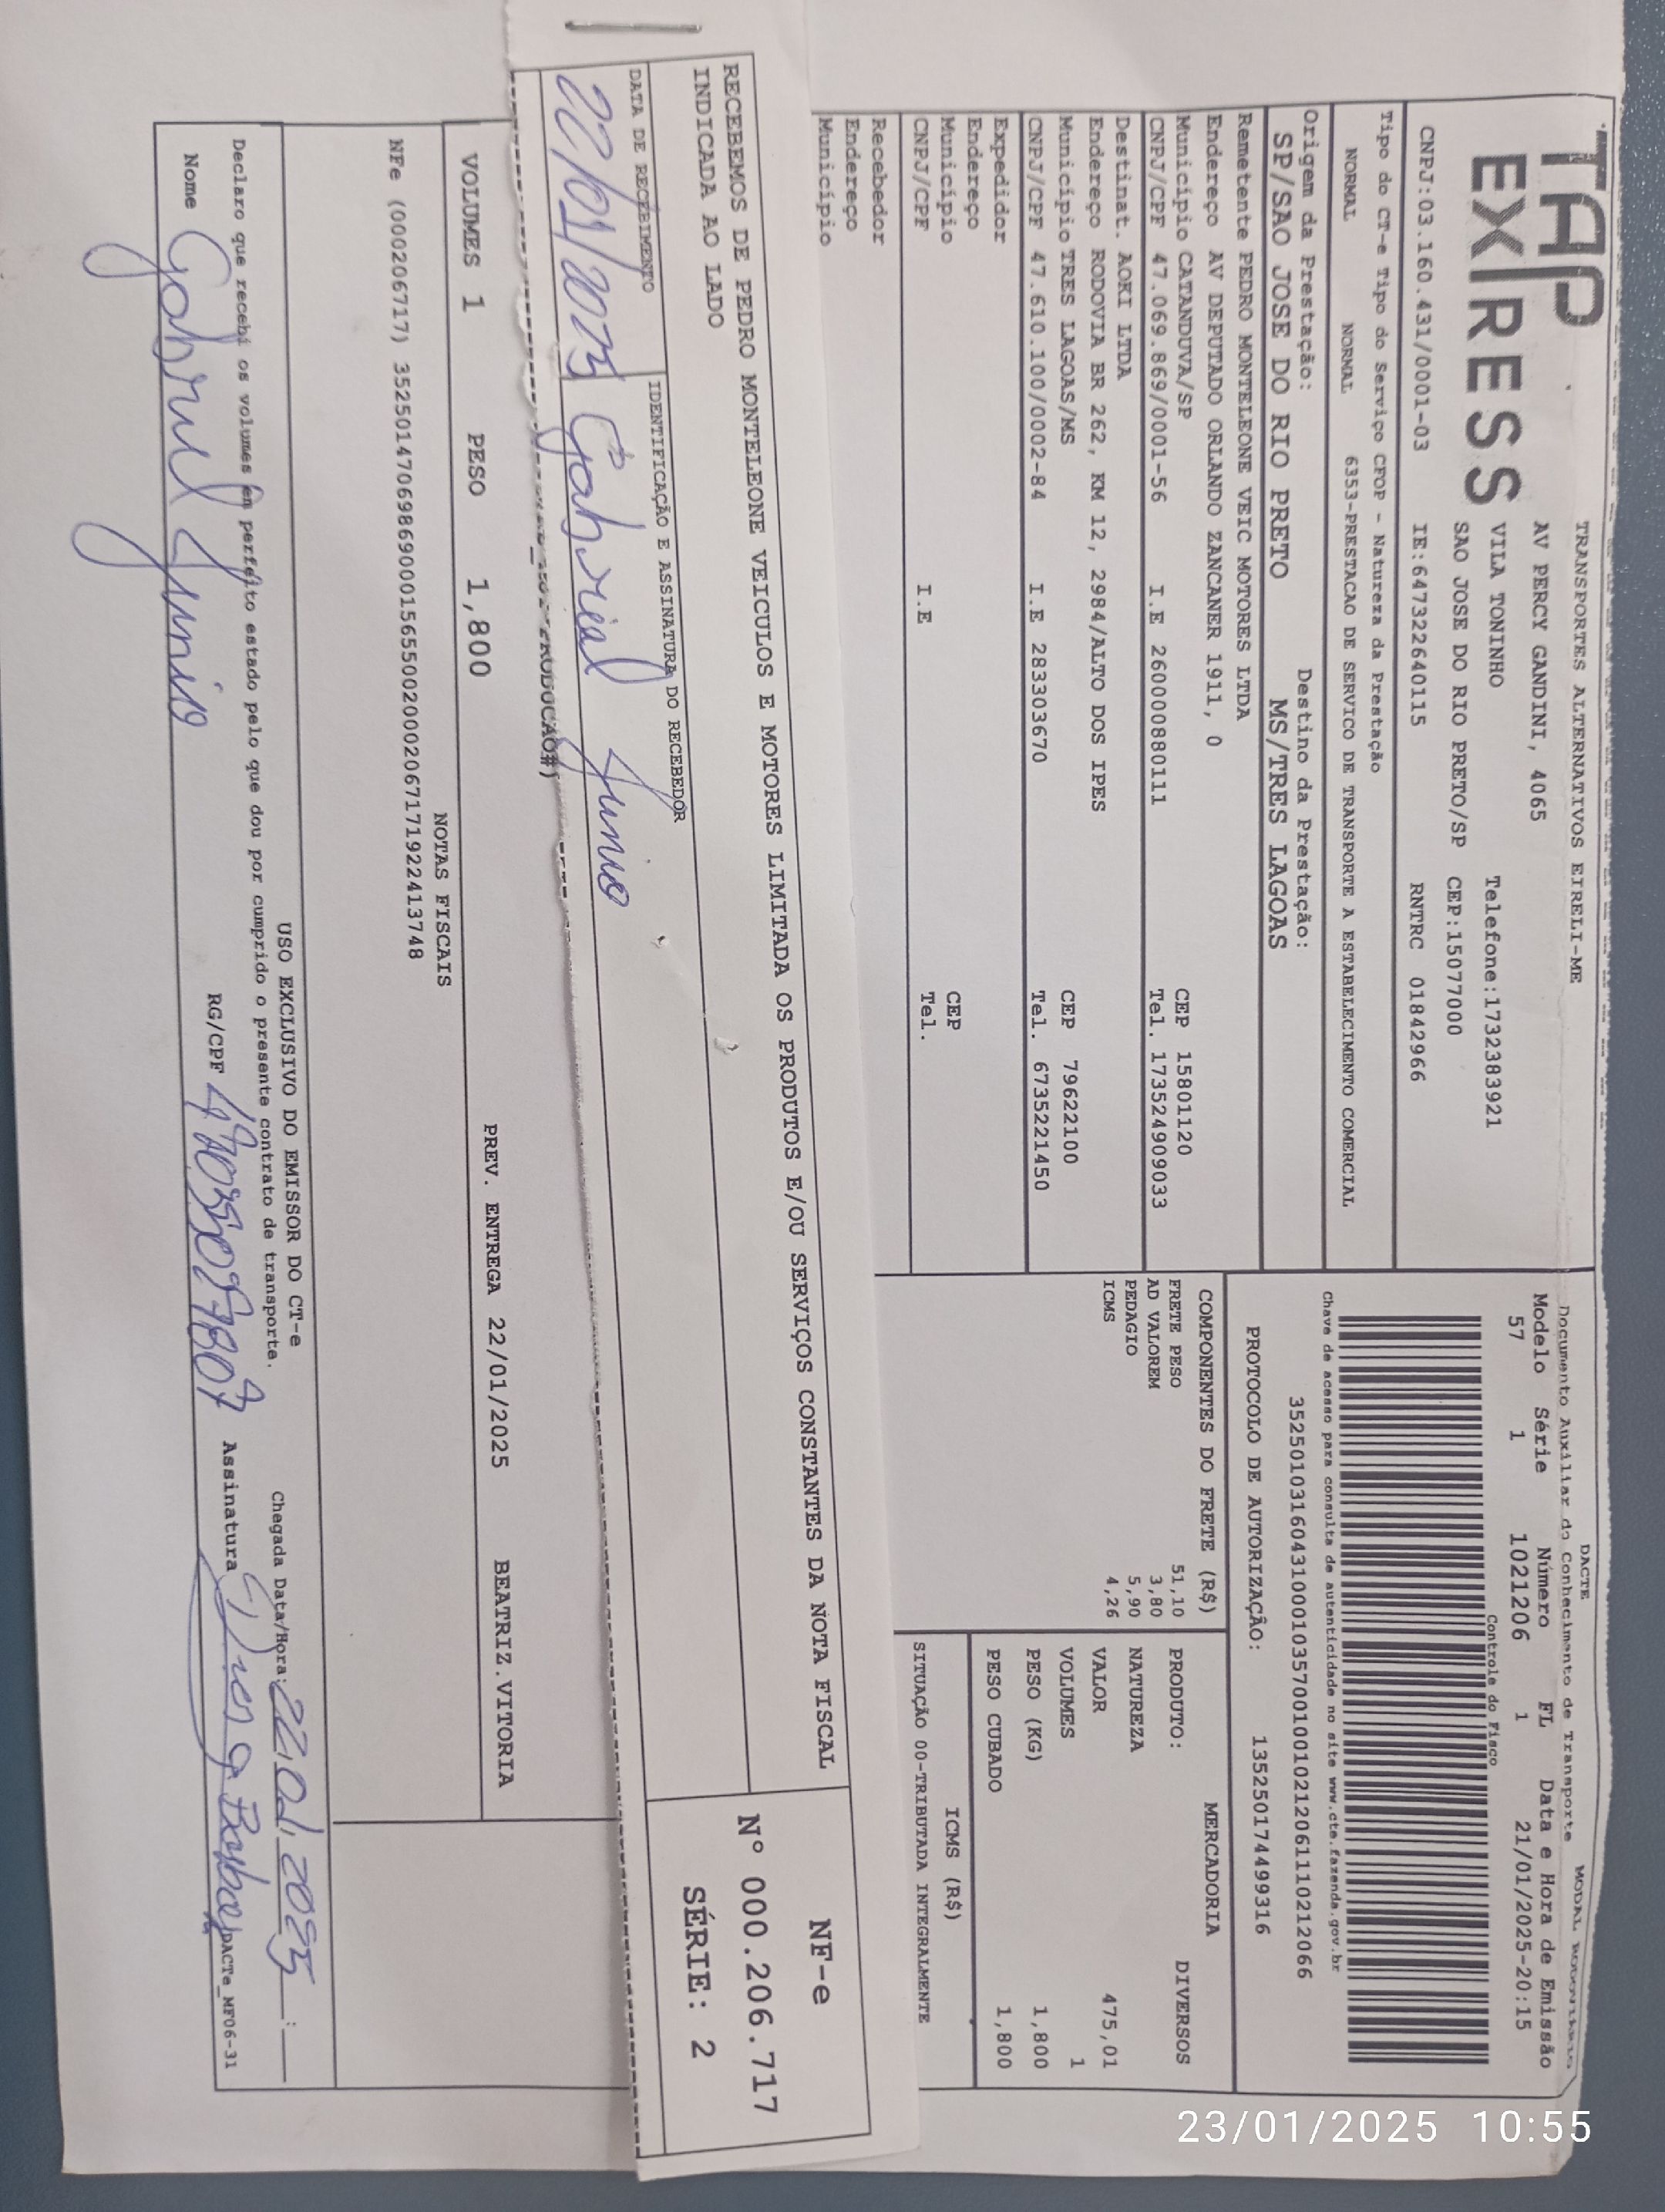 TAP
EXPRESS
TRANSPORTES ALTERNATIVOS EIRELI-ME
AV PERCY GANDINI, 4065
VILA TONINHO Telefone:1732383921
SAO JOSE DO RIO PRETO/SP CEP:15077000
CNPJ:03.160.431/0001-03 IE:647322640115 RNTRC 01842966
Tipo do CT-e Tipo do Serviço CFOP - Natureza da Prestação
NORMAL NORMAL 6353-PRESTACAO DE SERVICO DE TRANSPORTE A ESTABELECIMENTO COMERCIAL
Origem da Prestação: Destino da Prestação:
SP/SAO JOSE DO RIO PRETO MS/TRES LAGOAS
DACTE MODAL RODOVIARIO
Documento Auxiliar do Conhecimento de Transporte
Modelo Série Número FL Data e Hora de Emissão
57 1 1021206 1 21/01/2025-20:15
Controle do Fisco
Chave de acesso para consulta de autenticidade no site www.cte.fazenda.gov.br
35250103160431000103570010010212061110212066
PROTOCOLO DE AUTORIZAÇÃO: 135250174499316
Remetente PEDRO MONTELEONE VEIC MOTORES LTDA
Endereço AV DEPUTADO ORLANDO ZANCANER 1911, 0
Município CATANDUVA/SP CEP 15801120
CNPJ/CPF 47.069.869/0001-56 I.E 260000880111 Tel. 173524909033
Destinat. AOKI LTDA
Endereço RODOVIA BR 262, KM 12, 2984/ALTO DOS IPES
Município TRES LAGOAS/MS CEP 79622100
CNPJ/CPF 47.610.100/0002-84 I.E 283303670 Tel. 6735221450
Expedidor
Endereço
Município CEP
CNPJ/CPF I.E Tel.
Recebedor
Endereço
Município
COMPONENTES DO FRETE (R$)
FRETE PESO 51,10
AD VALOREM 3,80
PEDAGIO 5,90
ICMS 4,26
MERCADORIA
PRODUTO: DIVERSOS
NATUREZA
VALOR 475,01
VOLUMES 1
PESO (KG) 1,800
PESO CUBADO 1,800
ICMS (R$)
SITUAÇÃO 00-TRIBUTADA INTEGRALMENTE
RECEBEMOS DE PEDRO MONTELEONE VEICULOS E MOTORES LIMITADA OS PRODUTOS E/OU SERVIÇOS CONSTANTES DA NOTA FISCAL
INDICADA AO LADO
DATA DE RECEBIMENTO IDENTIFICAÇÃO E ASSINATURA DO RECEBEDOR
22/01/2025 Gabriel Junio
NF-e
N° 000.206.717
SÉRIE: 2
PRODUCAO#)
VOLUMES 1 PESO 1,800 PREV. ENTREGA 22/01/2025 BEATRIZ.VITORIA
NOTAS FISCAIS
NFe (000206717) 35250147069869000156550020002067171922413748
USO EXCLUSIVO DO EMISSOR DO CT-e
Declaro que recebi os volumes em perfeito estado pelo que dou por cumprido o presente contrato de transporte.
Chegada Data/Hora: 22.01.2025 :
Nome Gabriel Junio RG/CPF Assinatura
DACTe_MF06-31
23/01/2025 10:55